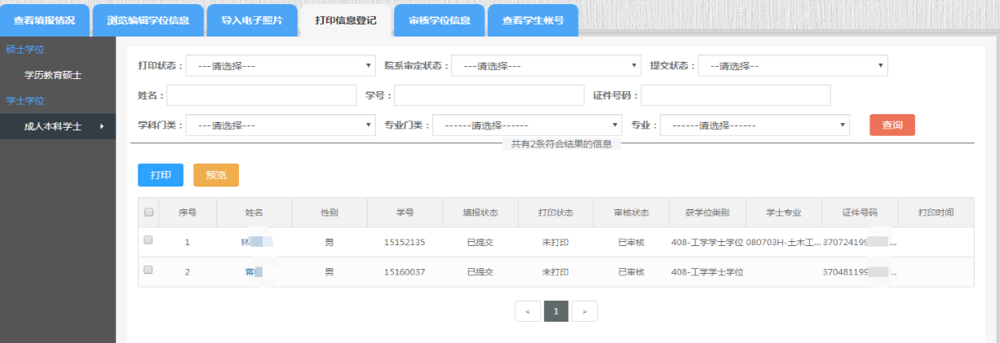 查看填报情况 浏览编辑学位信息 导入电子照片 打印信息登记 审核学位信息 查看学生帐号
硕士学位
学历教育硕士
学士学位
成人本科学士
打印状态： ---请选择--- 院系审定状态： ---请选择--- 提交状态： --请选择--
姓名： 学号： 证件号码：
学科门类： ---请选择--- 专业门类： ------请选择------ 专业： ------请选择------ 查询
共有2条符合结果的信息
打印 预览
序号 姓名 性别 学号 填报状态 打印状态 审核状态 获学位类别 学士专业 证件号码 打印时间
1 林 男 15152135 已提交 未打印 已审核 408-工学学士学位 080703H-土木工... 370724199 ...
2 蒋 男 15160037 已提交 未打印 已审核 408-工学学士学位 370481199 ..
< 1 >